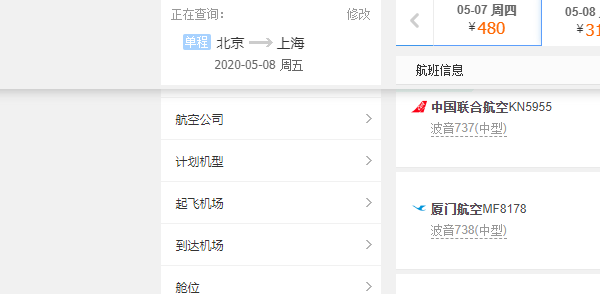 正在查询： 修改
单程 北京 上海
2020-05-08 周五
航空公司
计划机型
起飞机场
到达机场
舱位
05-07 周四
¥480
05-08
¥31
航班信息
中国联合航空KN5955
波音737(中型)
厦门航空MF8178
波音738(中型)